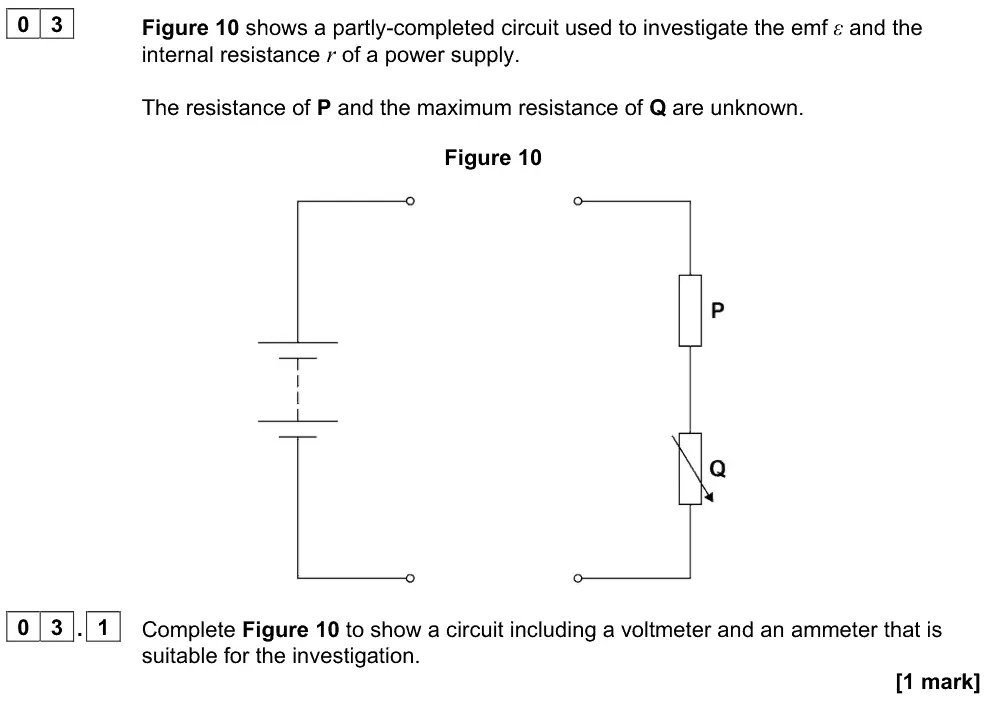 0 3 Figure 10 shows a partly-completed circuit used to investigate the emf ε and the
internal resistance r of a power supply.
The resistance of P and the maximum resistance of Q are unknown.
Figure 10
P
Q
0 3 . 1 Complete Figure 10 to show a circuit including a voltmeter and an ammeter that is
suitable for the investigation.
[1 mark]